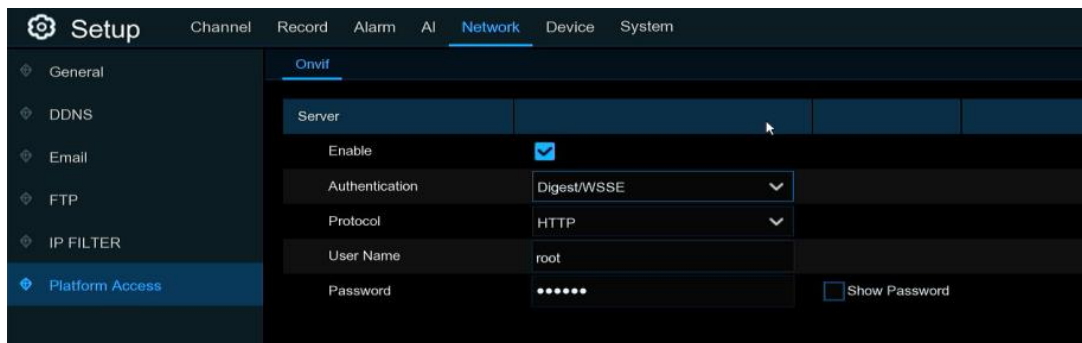 Setup Channel Record Alarm AI Network Device System
General
DDNS
Email
FTP
IP FILTER
Platform Access
Onvif
Server
Enable
Authentication Digest/WSSE
Protocol HTTP
User Name root
Password ●●●●●● Show Password